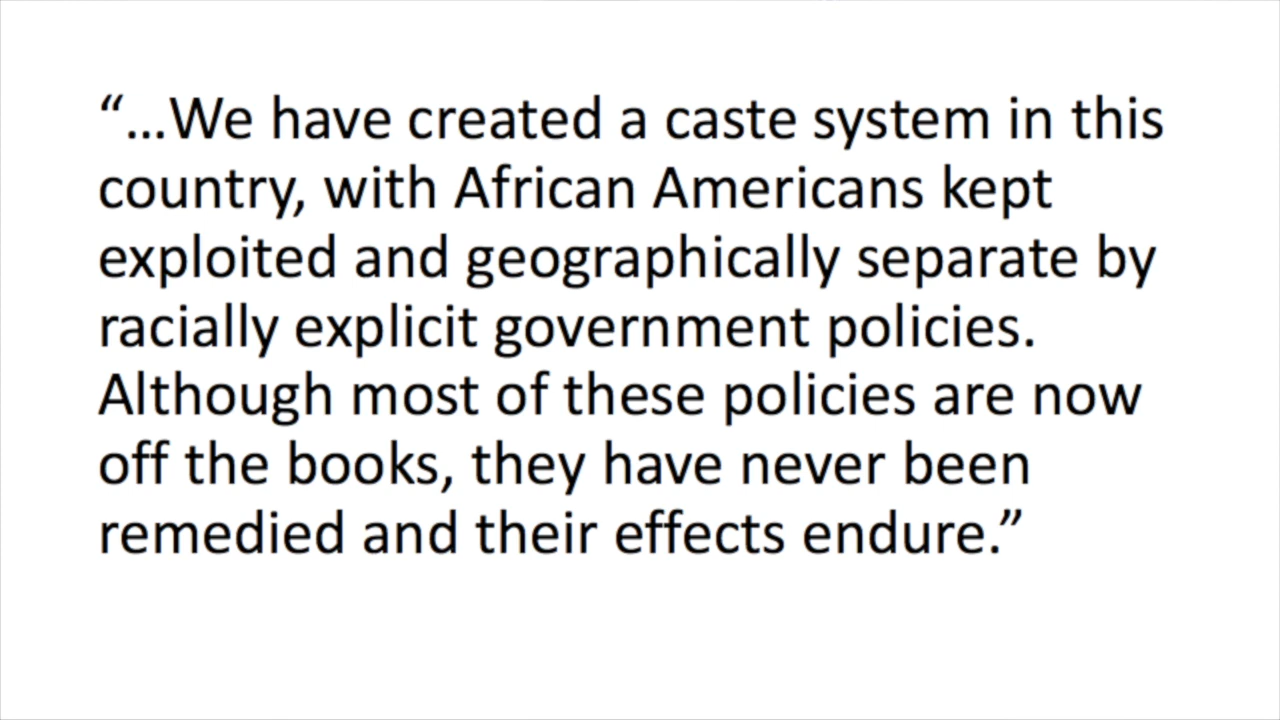 “…We have created a caste system in this
country, with African Americans kept
exploited and geographically separate by
racially explicit government policies.
Although most of these policies are now
off the books, they have never been
remedied and their effects endure.”